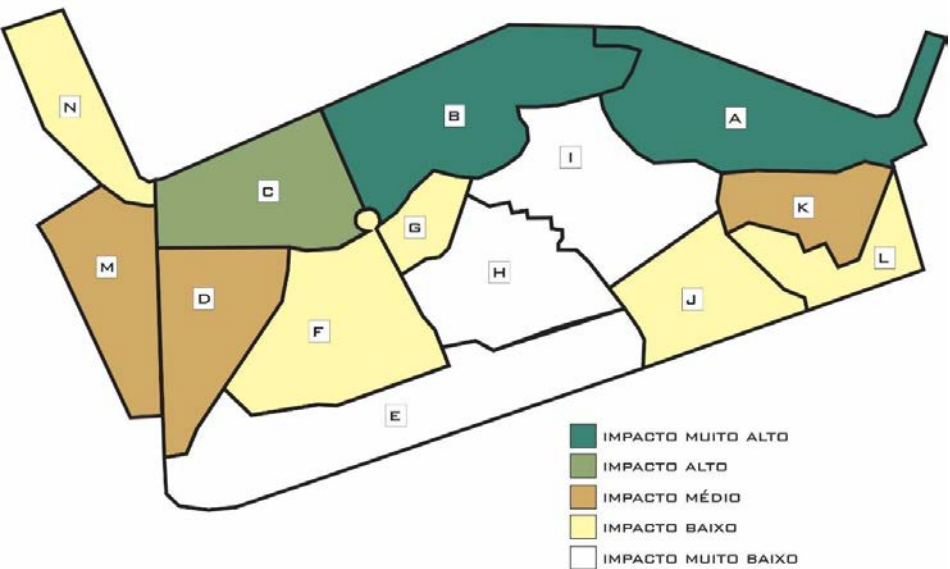 N
B
A
I
C
K
G
L
M
H
D
J
F
E
IMPACTO MUITO ALTO
IMPACTO ALTO
IMPACTO MÉDIO
IMPACTO BAIXO
IMPACTO MUITO BAIXO